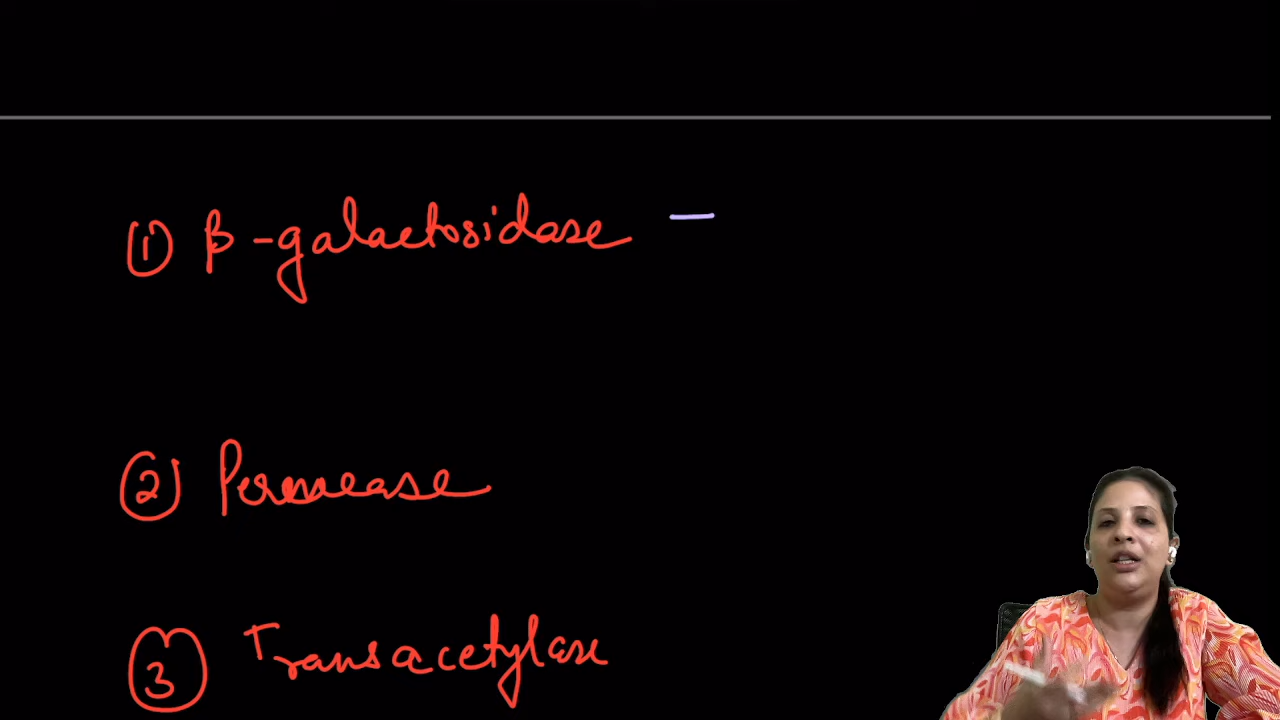 ① β-galactosidase —
② Permease
③ Transacetylase